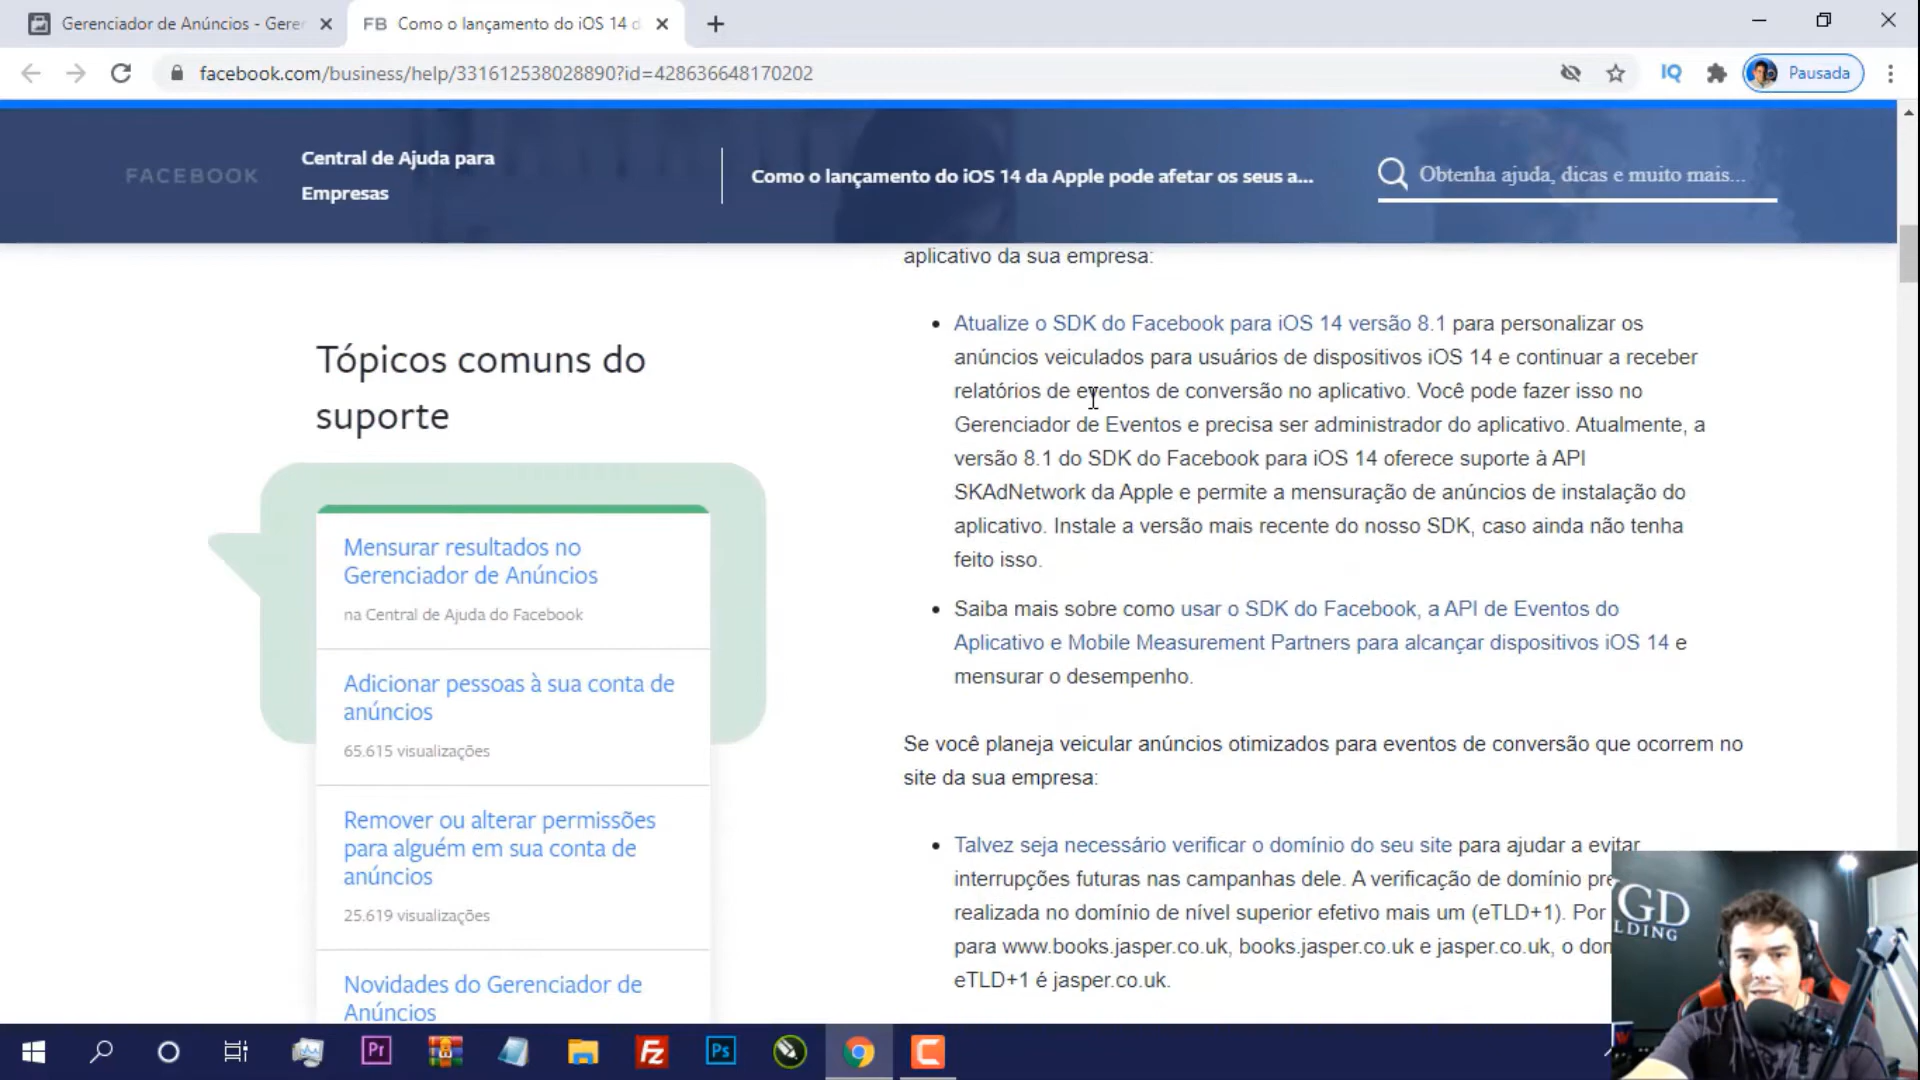 Gerenciador de Anúncios - Geren
FB Como o lançamento do iOS 14 d
facebook.com/business/help/331612538028890?id=428636648170202
IQ
Pausada
FACEBOOK
Central de Ajuda para
Empresas
Como o lançamento do iOS 14 da Apple pode afetar os seus a...
Obtenha ajuda, dicas e muito mais...
Tópicos comuns do
suporte
Mensurar resultados no
Gerenciador de Anúncios
na Central de Ajuda do Facebook
Adicionar pessoas à sua conta de
anúncios
65.615 visualizações
Remover ou alterar permissões
para alguém em sua conta de
anúncios
25.619 visualizações
Novidades do Gerenciador de
Anúncios
aplicativo da sua empresa:
Atualize o SDK do Facebook para iOS 14 versão 8.1 para personalizar os
anúncios veiculados para usuários de dispositivos iOS 14 e continuar a receber
relatórios de eventos de conversão no aplicativo. Você pode fazer isso no
Gerenciador de Eventos e precisa ser administrador do aplicativo. Atualmente, a
versão 8.1 do SDK do Facebook para iOS 14 oferece suporte à API
SKAdNetwork da Apple e permite a mensuração de anúncios de instalação do
aplicativo. Instale a versão mais recente do nosso SDK, caso ainda não tenha
feito isso.
Saiba mais sobre como usar o SDK do Facebook, a API de Eventos do
Aplicativo e Mobile Measurement Partners para alcançar dispositivos iOS 14 e
mensurar o desempenho.
Se você planeja veicular anúncios otimizados para eventos de conversão que ocorrem no
site da sua empresa:
Talvez seja necessário verificar o domínio do seu site para ajudar a evitar
interrupções futuras nas campanhas dele. A verificação de domínio pre
realizada no domínio de nível superior efetivo mais um (eTLD+1). Por
para www.books.jasper.co.uk, books.jasper.co.uk e jasper.co.uk, o dom
eTLD+1 é jasper.co.uk.
GD
LDING
Pr
Fz
Ps